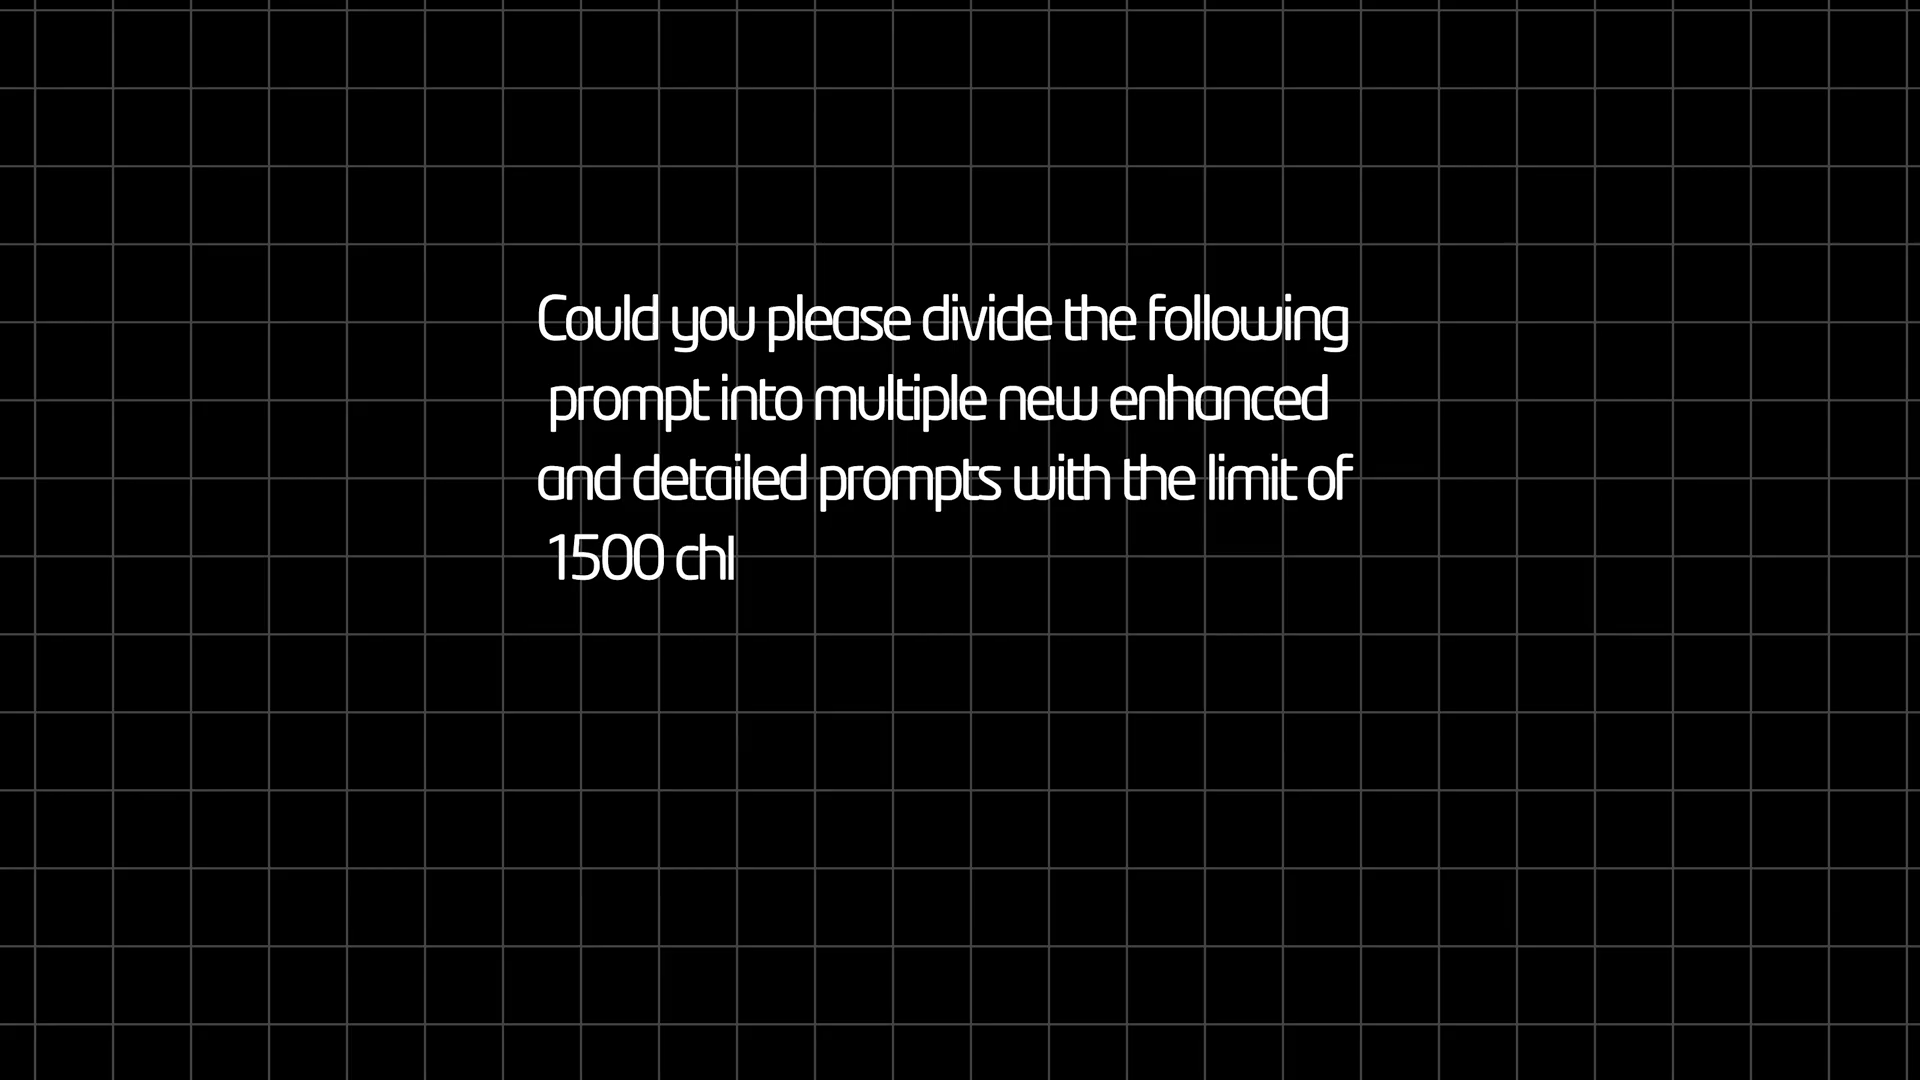 Could you please divide the following
prompt into multiple new enhanced
and detailed prompts with the limit of
1500 ch